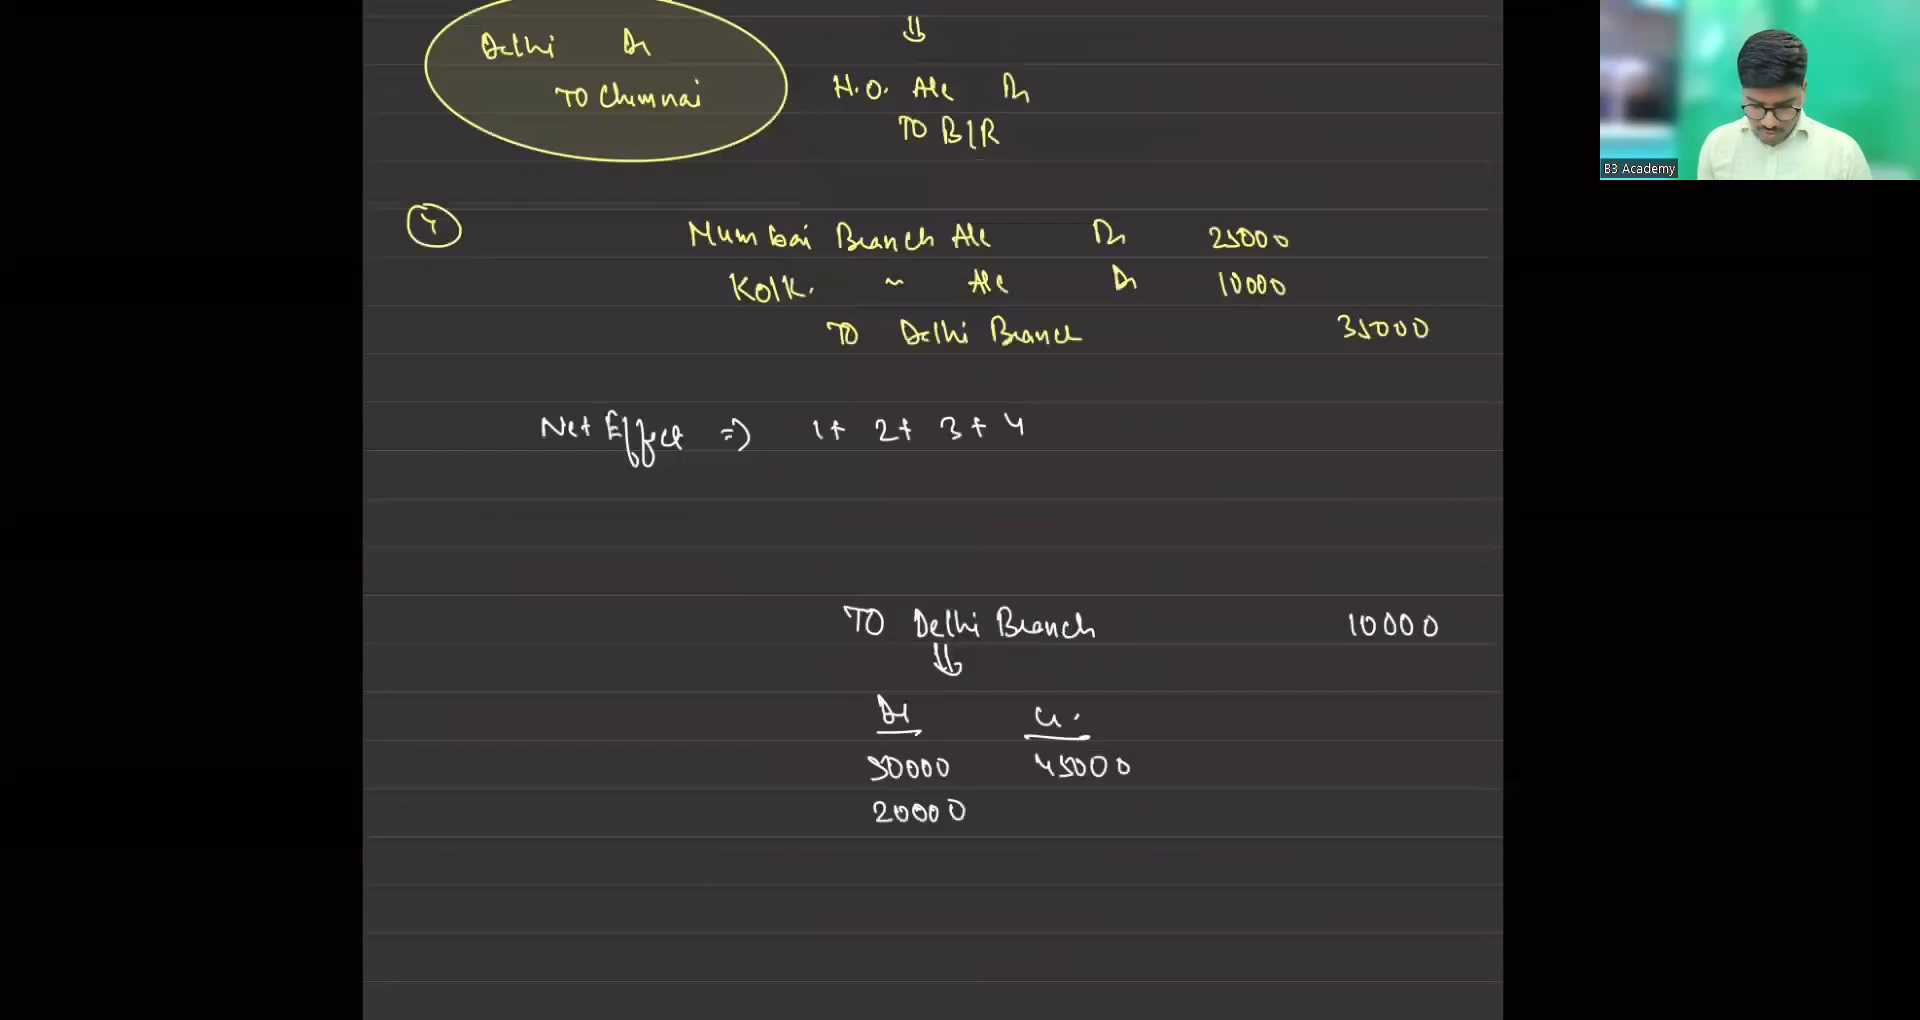 Delhi Dr
TO Chennai
H.O. A/c Dr
TO B/R
4
Mumbai Branch A/c Dr 25000
Kolk. ~ A/c Dr 10000
TO Delhi Branch 35000
Net Effect => 1+ 2+ 3+ 4
TO Delhi Branch 10000
Dr Cr.
30000 45000
20000
B3 Academy